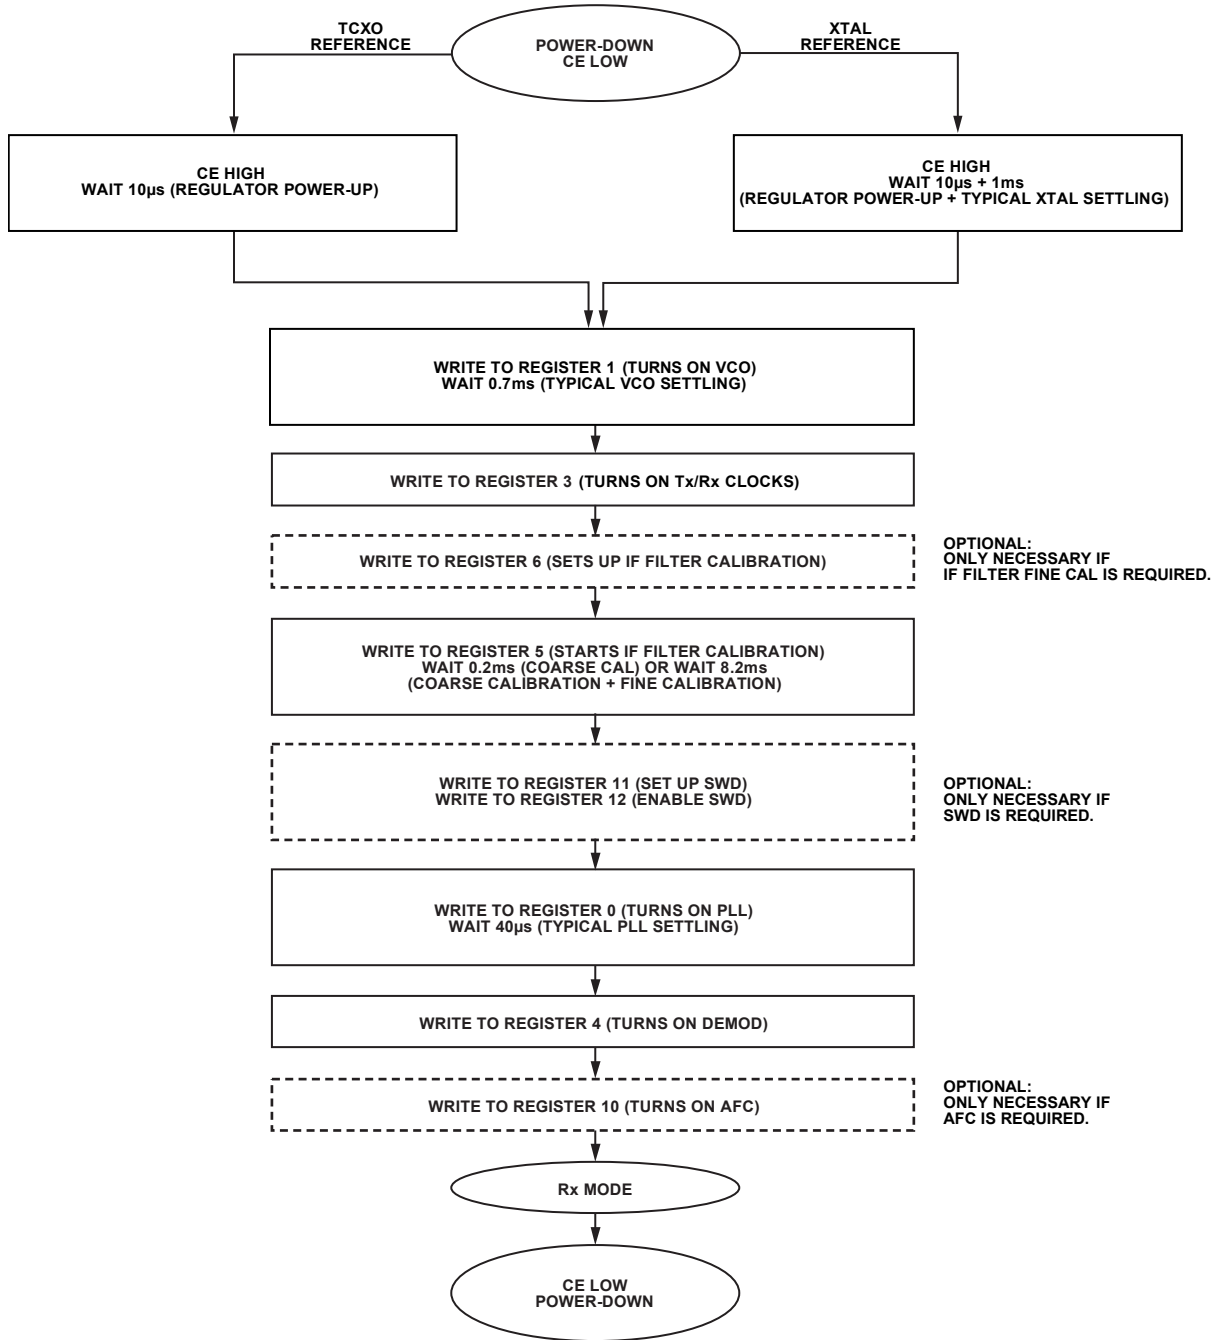 TCXO
REFERENCE
POWER-DOWN
CE LOW
XTAL
REFERENCE
CE HIGH
WAIT 10µs (REGULATOR POWER-UP)
CE HIGH
WAIT 10µs + 1ms
(REGULATOR POWER-UP + TYPICAL XTAL SETTLING)
WRITE TO REGISTER 1 (TURNS ON VCO)
WAIT 0.7ms (TYPICAL VCO SETTLING)
WRITE TO REGISTER 3 (TURNS ON Tx/Rx CLOCKS)
WRITE TO REGISTER 6 (SETS UP IF FILTER CALIBRATION)
OPTIONAL:
ONLY NECESSARY IF
IF FILTER FINE CAL IS REQUIRED.
WRITE TO REGISTER 5 (STARTS IF FILTER CALIBRATION)
WAIT 0.2ms (COARSE CAL) OR WAIT 8.2ms
(COARSE CALIBRATION + FINE CALIBRATION)
WRITE TO REGISTER 11 (SET UP SWD)
WRITE TO REGISTER 12 (ENABLE SWD)
OPTIONAL:
ONLY NECESSARY IF
SWD IS REQUIRED.
WRITE TO REGISTER 0 (TURNS ON PLL)
WAIT 40µs (TYPICAL PLL SETTLING)
WRITE TO REGISTER 4 (TURNS ON DEMOD)
WRITE TO REGISTER 10 (TURNS ON AFC)
OPTIONAL:
ONLY NECESSARY IF
AFC IS REQUIRED.
Rx MODE
CE LOW
POWER-DOWN